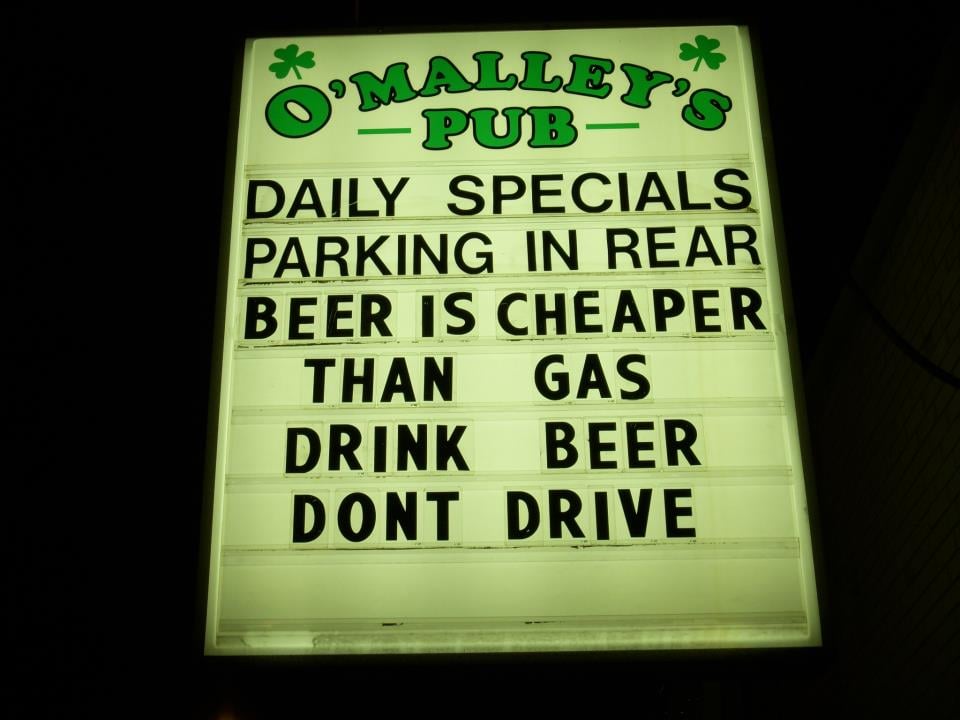 O'MALLEY'S
PUB
DAILY SPECIALS
PARKING IN REAR
BEER IS CHEAPER
THAN GAS
DRINK BEER
DONT DRIVE